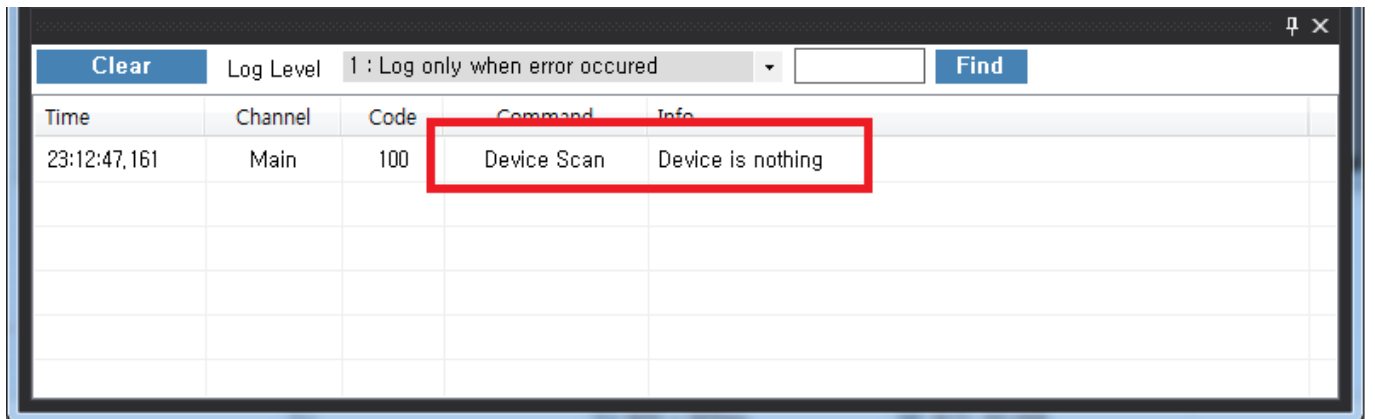 Clear Log Level 1 : Log only when error occured Find
Time Channel Code Command Info
23:12:47,161 Main 100 Device Scan Device is nothing